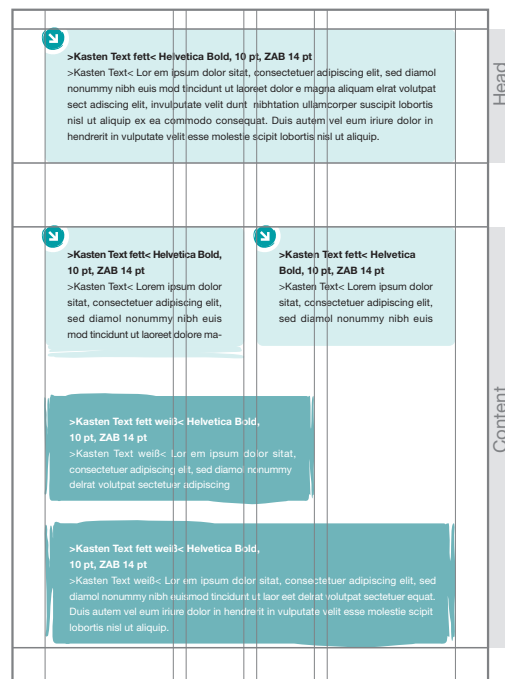 >Kasten Text fett< Helvetica Bold, 10 pt, ZAB 14 pt
>Kasten Text< Lor em ipsum dolor sitat, consectetuer adipiscing elit, sed diamol
nonummy nibh euis mod tincidunt ut laoreet dolor e magna aliquam elrat volutpat
sect adiscing elit, invulputate velit dunt nibhtation ullamcorper suscipit lobortis
nisl ut aliquip ex ea commodo consequat. Duis autem vel eum iriure dolor in
hendrerit in vulputate velit esse molestie scipit lobortis nisl ut aliquip.
Head
>Kasten Text fett< Helvetica Bold,
10 pt, ZAB 14 pt
>Kasten Text< Lorem ipsum dolor
sitat, consectetuer adipiscing elit,
sed diamol nonummy nibh euis
mod tincidunt ut laoreet dolore ma-
>Kasten Text fett< Helvetica
Bold, 10 pt, ZAB 14 pt
>Kasten Text< Lorem ipsum dolor
sitat, consectetuer adipiscing elit,
sed diamol nonummy nibh euis
Content
>Kasten Text fett weiß< Helvetica Bold,
10 pt, ZAB 14 pt
>Kasten Text weiß< Lor em ipsum dolor sitat,
consectetuer adipiscing elit, sed diamol nonummy
delrat volutpat sectetuer adipiscing
>Kasten Text fett weiß< Helvetica Bold,
10 pt, ZAB 14 pt
>Kasten Text weiß< Lor em ipsum dolor sitat, consectetuer adipiscing elit, sed
diamol nonummy nibh euismod tincidunt ut laor eet delrat volutpat sectetuer equat.
Duis autem vel eum iriure dolor in hendrerit in vulputate velit esse molestie scipit
lobortis nisl ut aliquip.